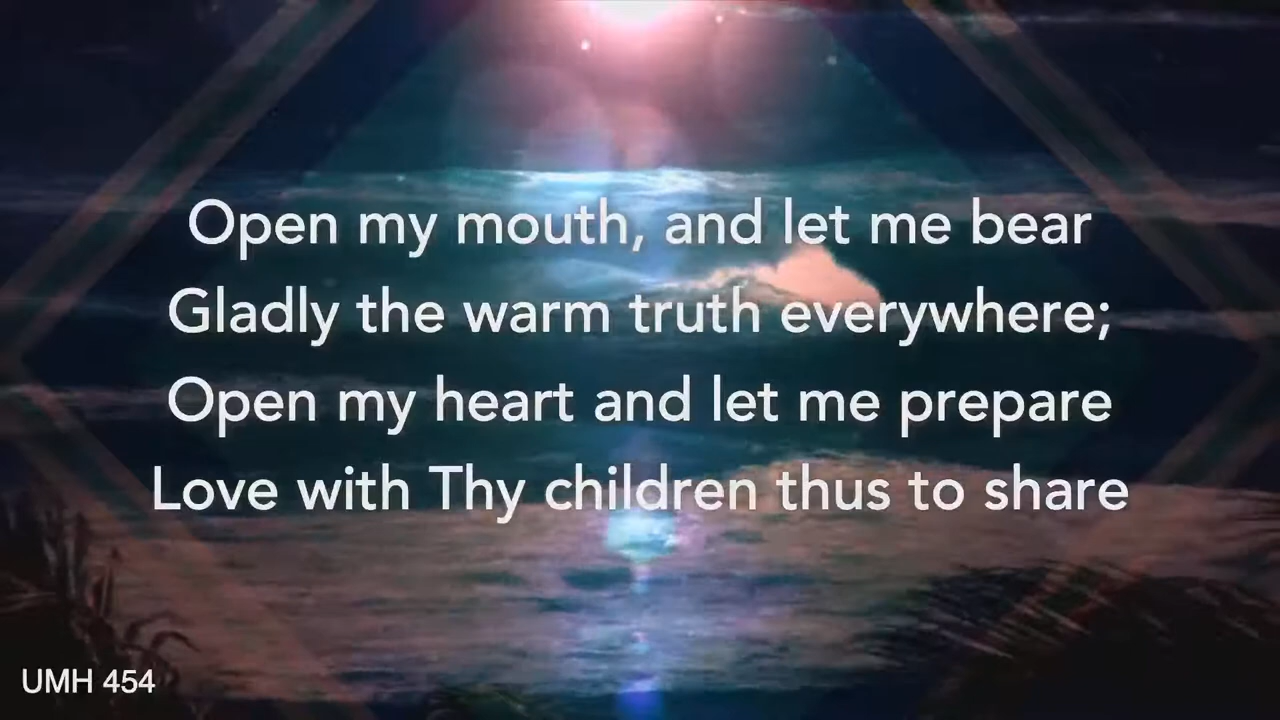 Open my mouth, and let me bear
Gladly the warm truth everywhere;
Open my heart and let me prepare
Love with Thy children thus to share
UMH 454